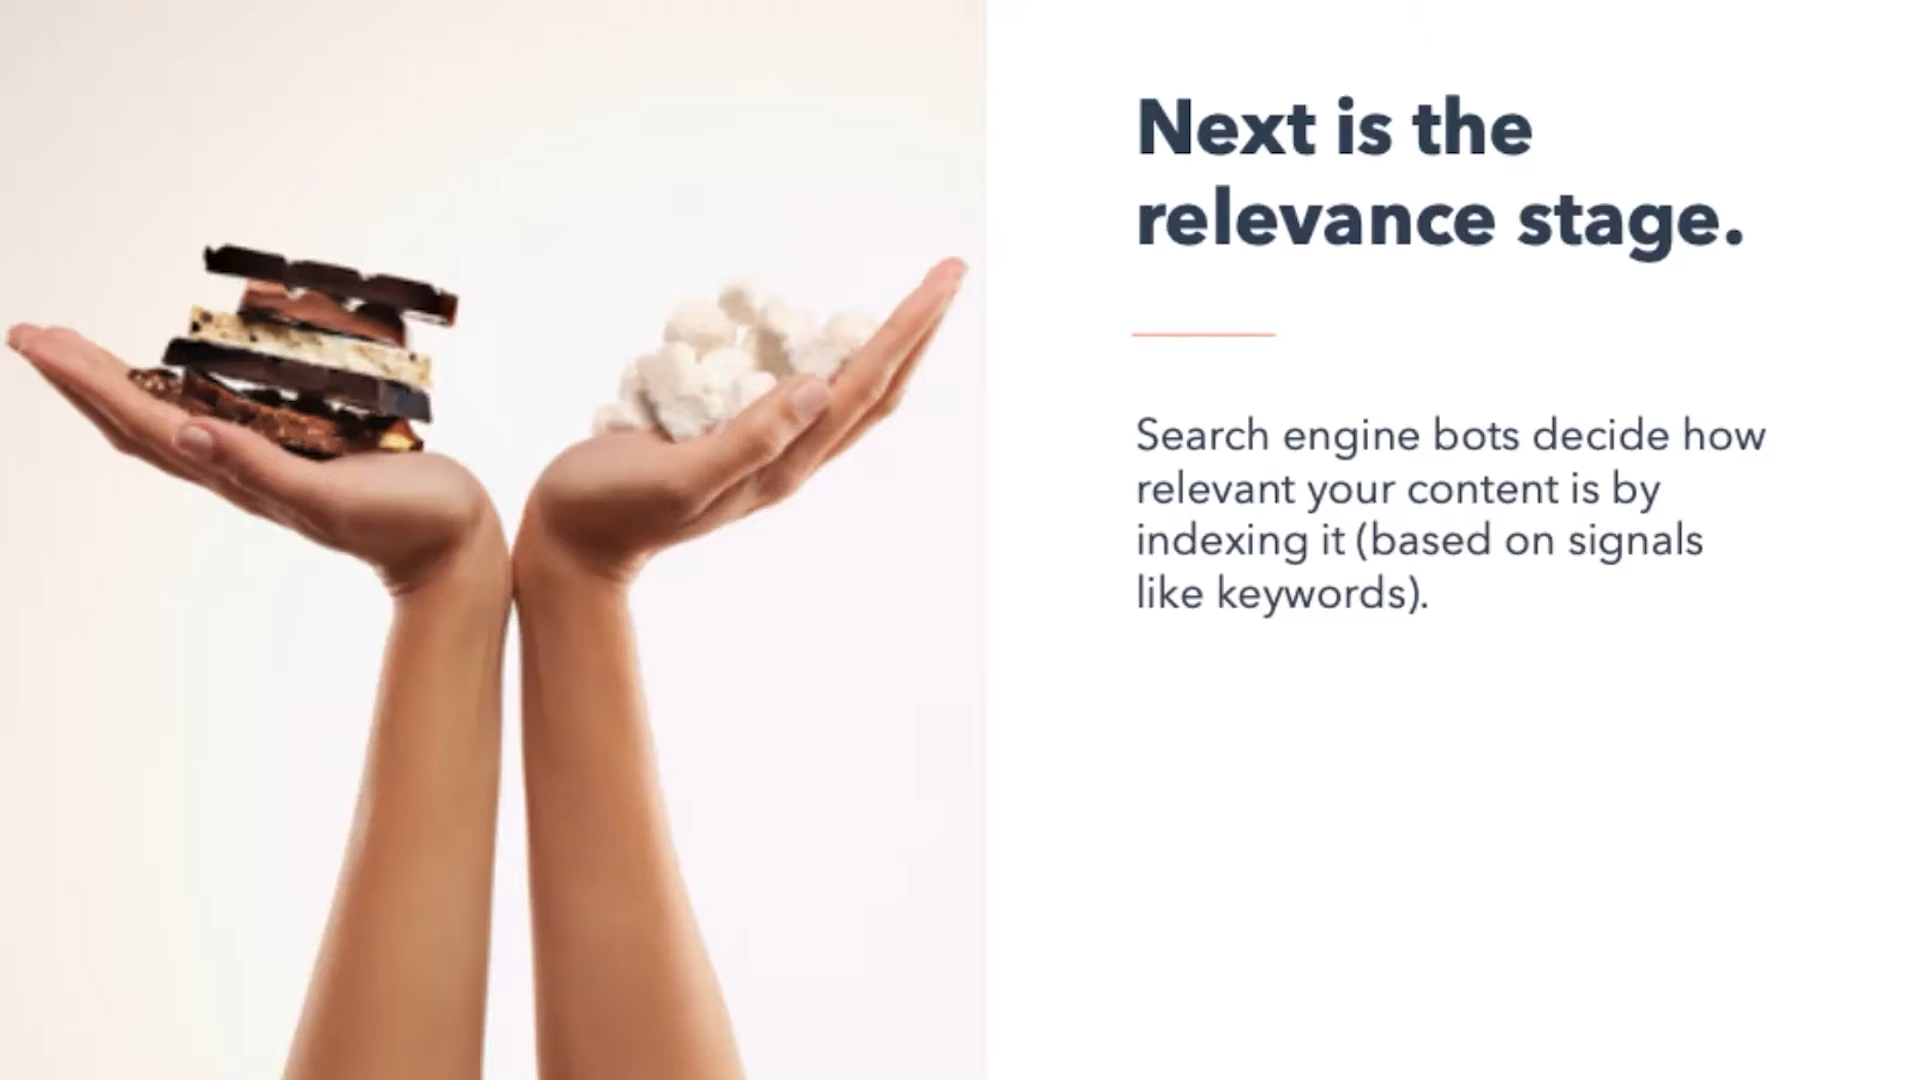 Next is the
relevance stage.
Search engine bots decide how
relevant your content is by
indexing it (based on signals
like keywords).